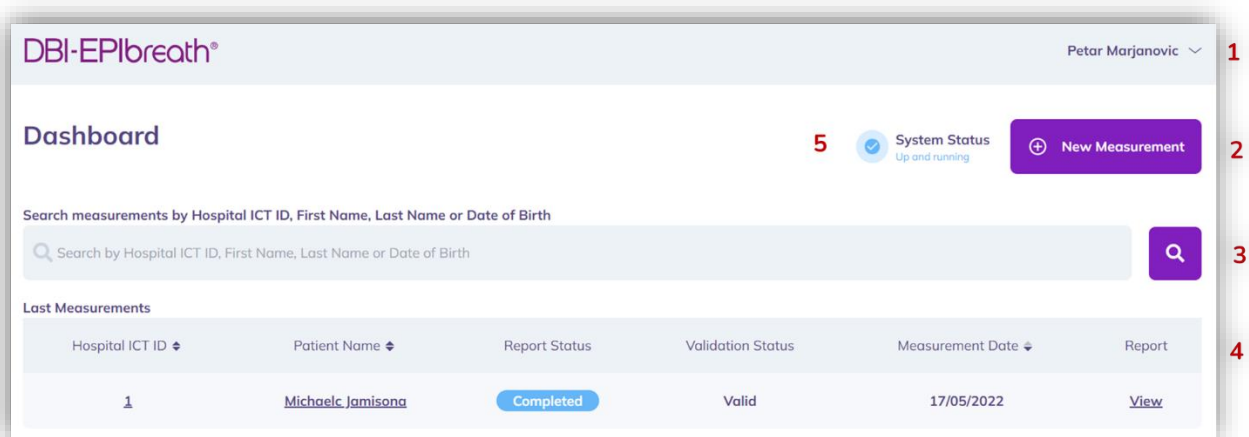 DBI-EPIbreath®
Petar Marjanovic
1
Dashboard
5
System Status
Up and running
New Measurement
2
Search measurements by Hospital ICT ID, First Name, Last Name or Date of Birth
Search by Hospital ICT ID, First Name, Last Name or Date of Birth
3
Last Measurements
Hospital ICT ID Patient Name Report Status Validation Status Measurement Date Report
4
1 Michaelc Jamisona Completed Valid 17/05/2022 View